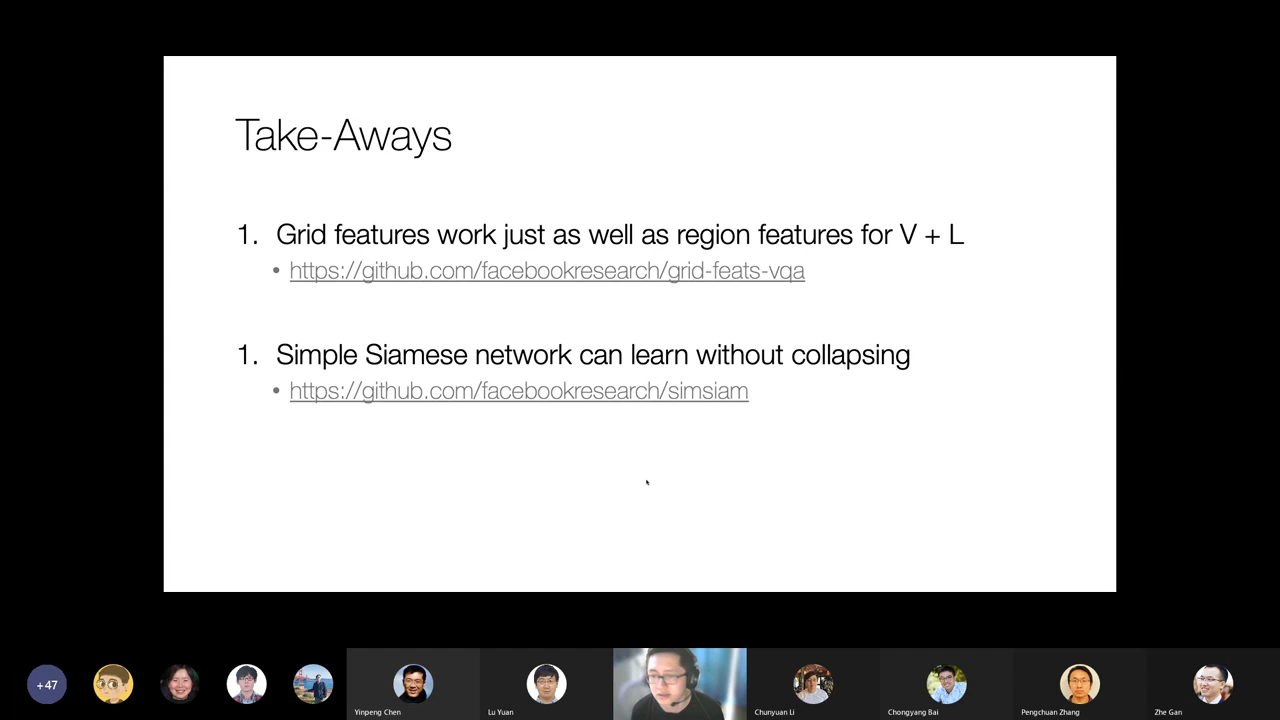 Take-Aways
1. Grid features work just as well as region features for V + L
• https://github.com/facebookresearch/grid-feats-vqa
1. Simple Siamese network can learn without collapsing
• https://github.com/facebookresearch/simsiam
+47
Yinpeng Chen
Lu Yuan
Chunyuan Li
Chongyang Bai
Pengchuan Zhang
Zhe Gan